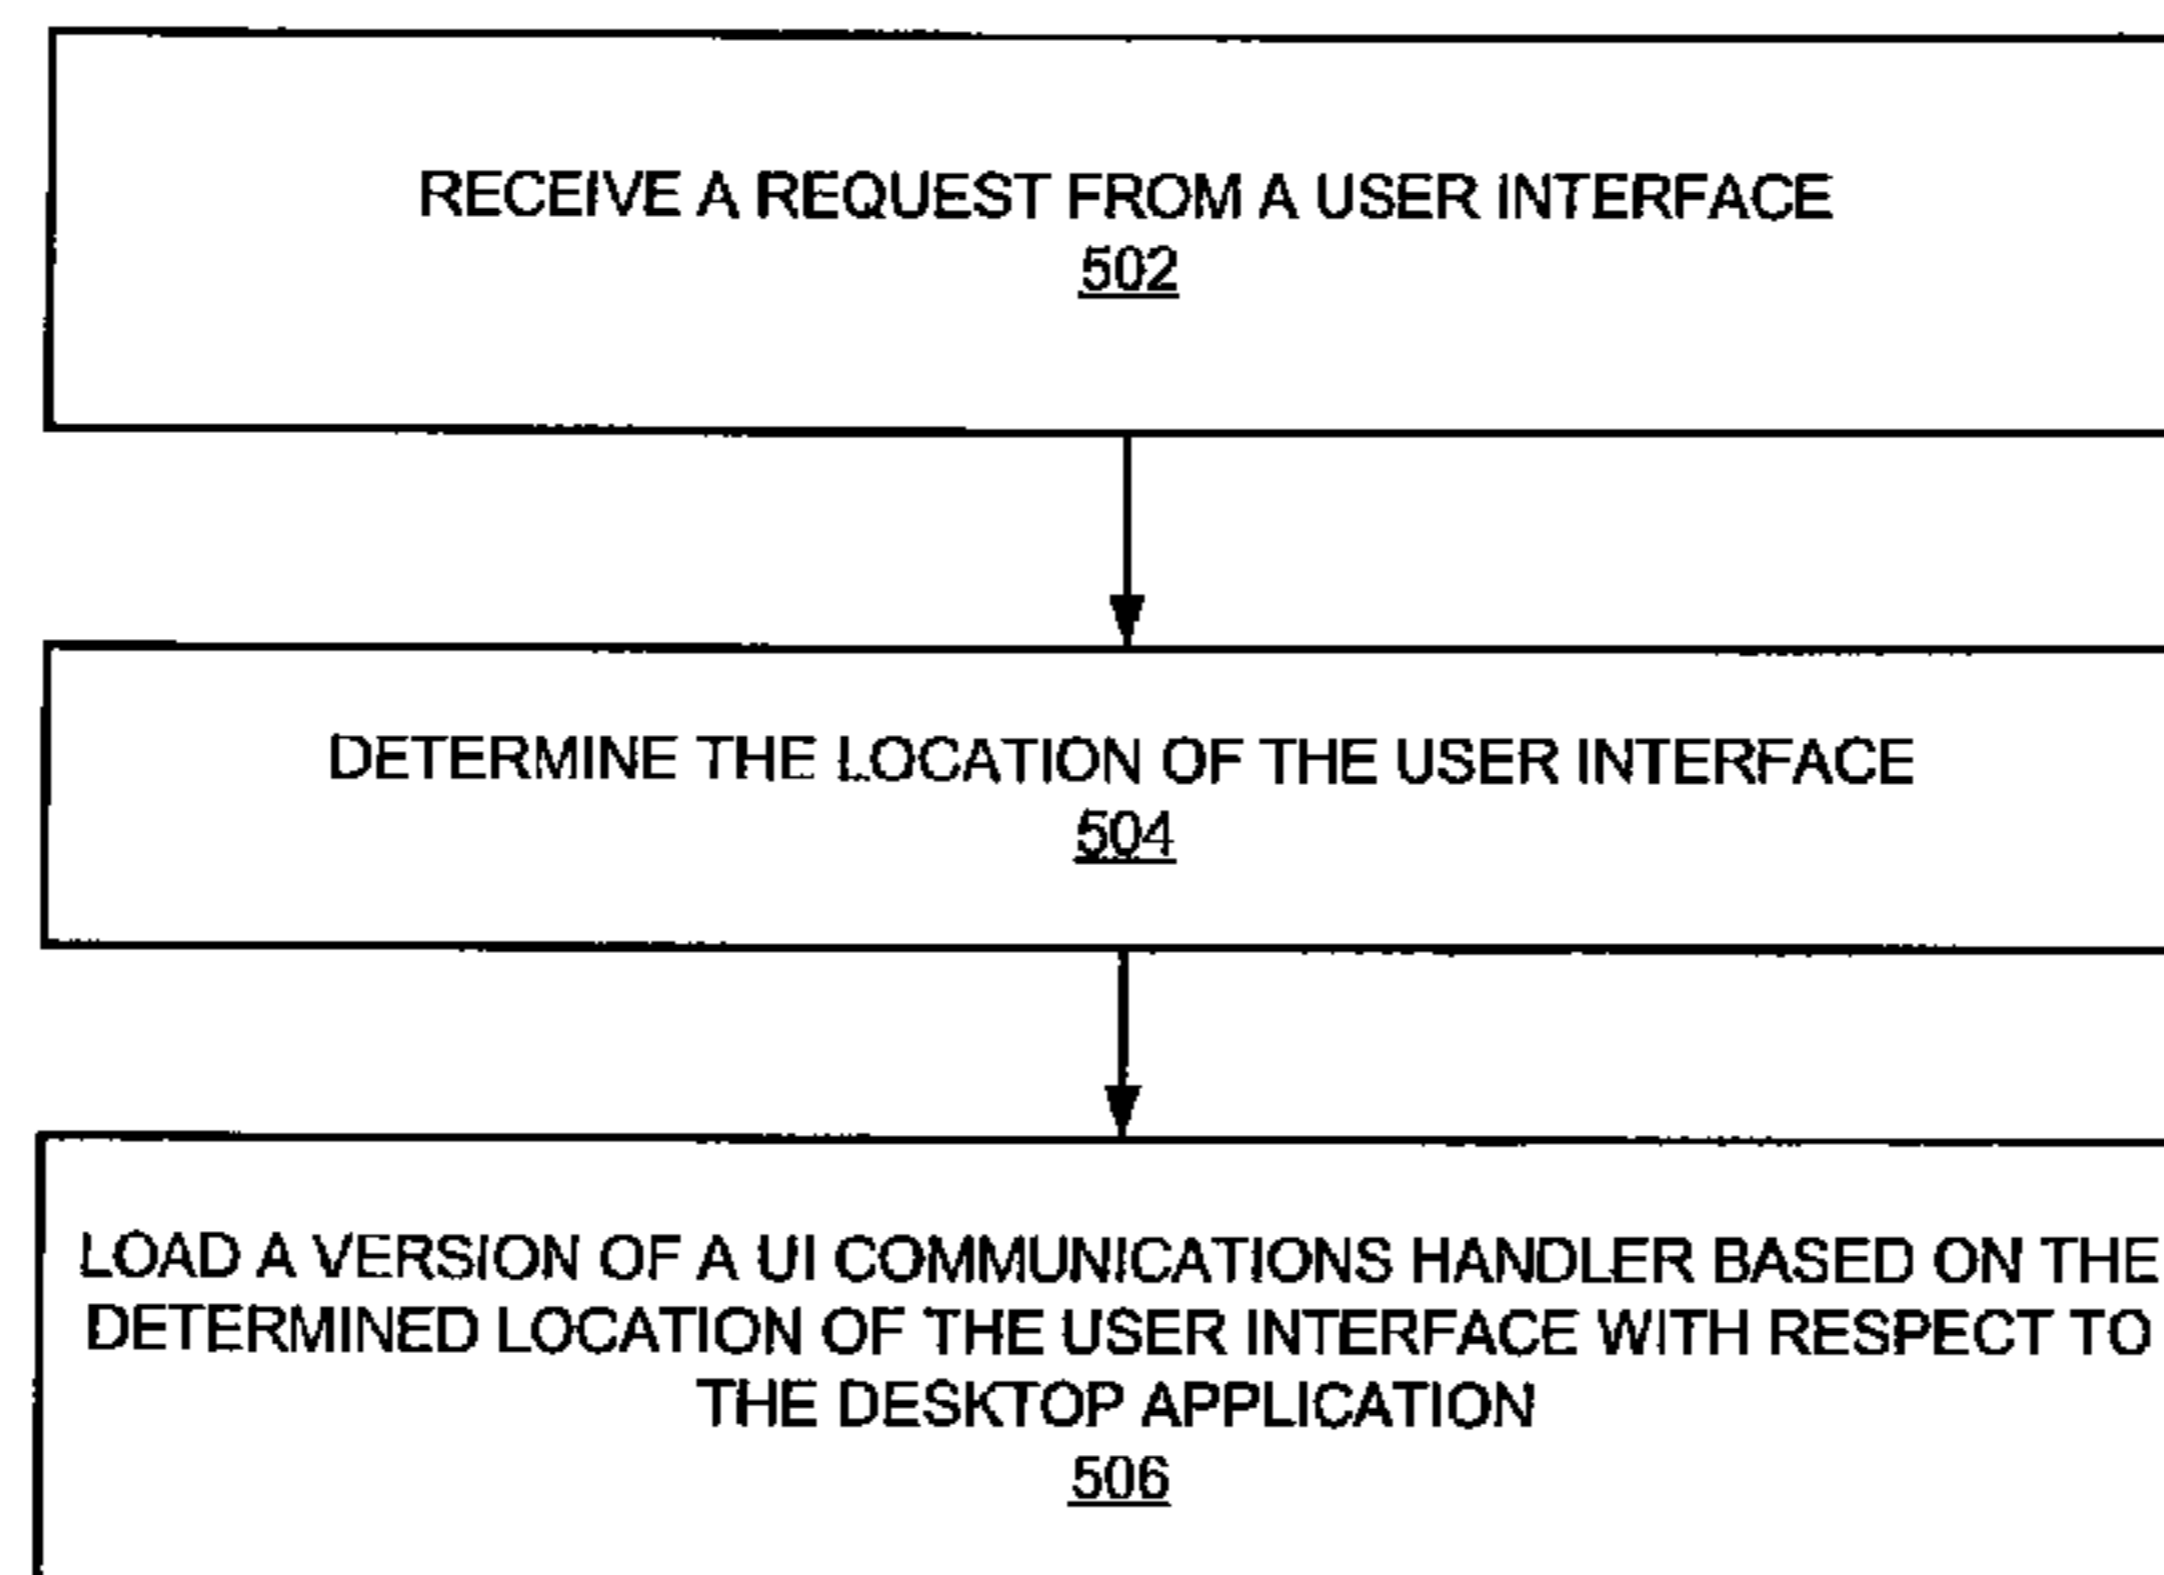 RECEIVE A REQUEST FROM A USER INTERFACE
502
DETERMINE THE LOCATION OF THE USER INTERFACE
504
LOAD A VERSION OF A UI COMMUNICATIONS HANDLER BASED ON THE
DETERMINED LOCATION OF THE USER INTERFACE WITH RESPECT TO
THE DESKTOP APPLICATION
506